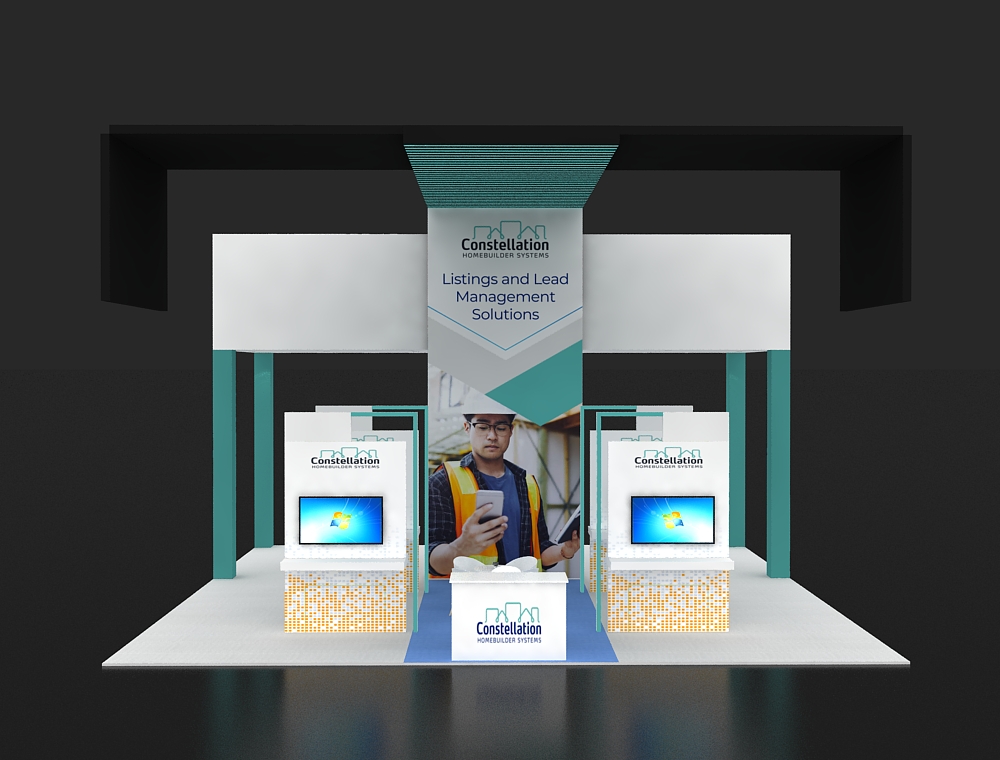 Constellation
HOMEBUILDER SYSTEMS
Listings and Lead
Management
Solutions
Constellation
HOMEBUILDER SYSTEMS
Constellation
HOMEBUILDER SYSTEMS
Constellation
HOMEBUILDER SYSTEMS